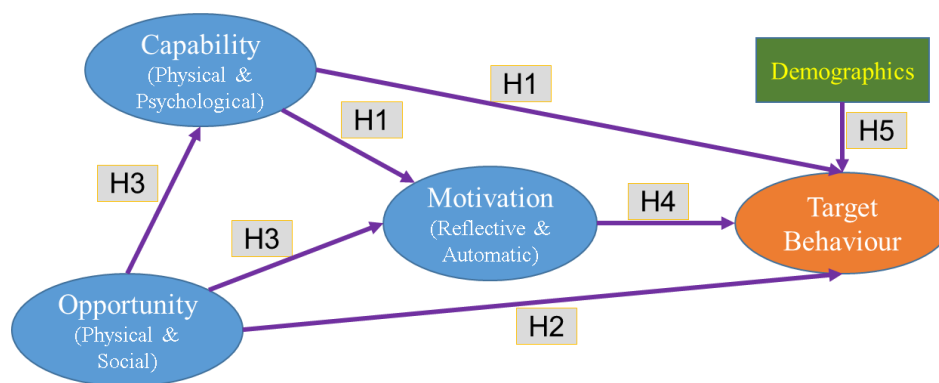 Capability
(Physical &
Psychological)
H1
Demographics
H1
H5
H3
Motivation
(Reflective &
Automatic)
H4
Target
Behaviour
H3
Opportunity
(Physical &
Social)
H2